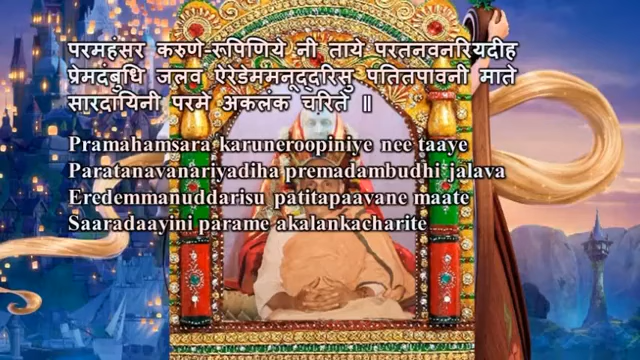 परमहंसर करुणे-रूपिणिये नी ताये परतनवनरियदीह
प्रेमदंबुधि जलव ऐरेडेममनूद्दरिसु पतितपावनी माते
सारदायिनी परमे अकलंक चरिते ॥
Pramahamsara karuneroopiniye nee taaye
Paratanavanariyadiha premadambudhi jalava
Eredemmanuddarisu patitapaavane maate
Saaradaayini parame akalankacharite